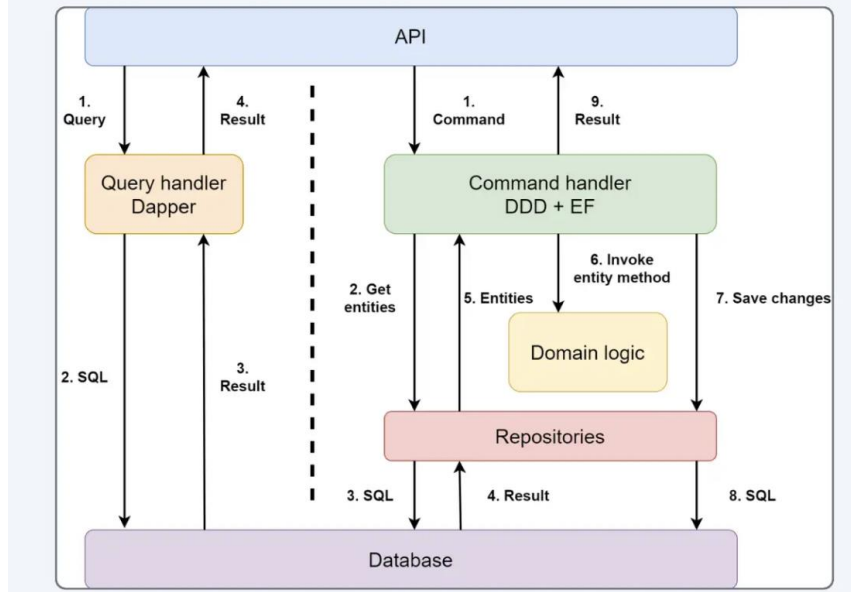 API
1.
Query
4.
Result
1.
Command
9.
Result
Query handler
Dapper
Command handler
DDD + EF
2. Get
entities
5. Entities
6. Invoke
entity method
7. Save changes
Domain logic
2. SQL
3.
Result
Repositories
3. SQL
4. Result
8. SQL
Database